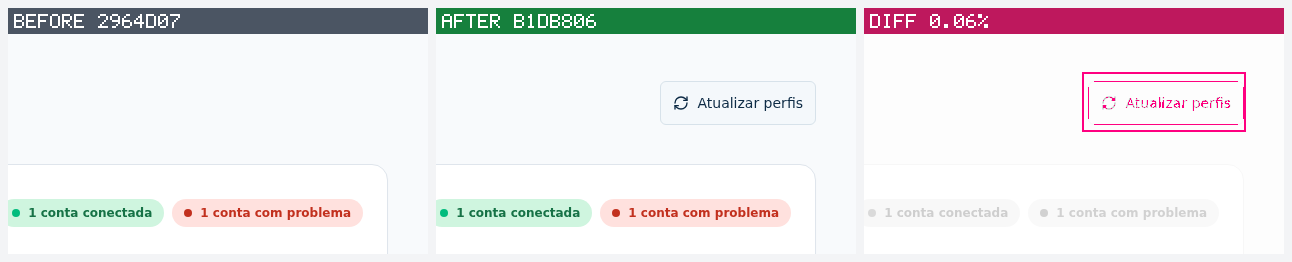 BEFORE 2964D07
AFTER B1DB806
DIFF 0.06%
Atualizar perfis
Atualizar perfis
1 conta conectada
1 conta com problema
1 conta conectada
1 conta com problema
1 conta conectada
1 conta com problema